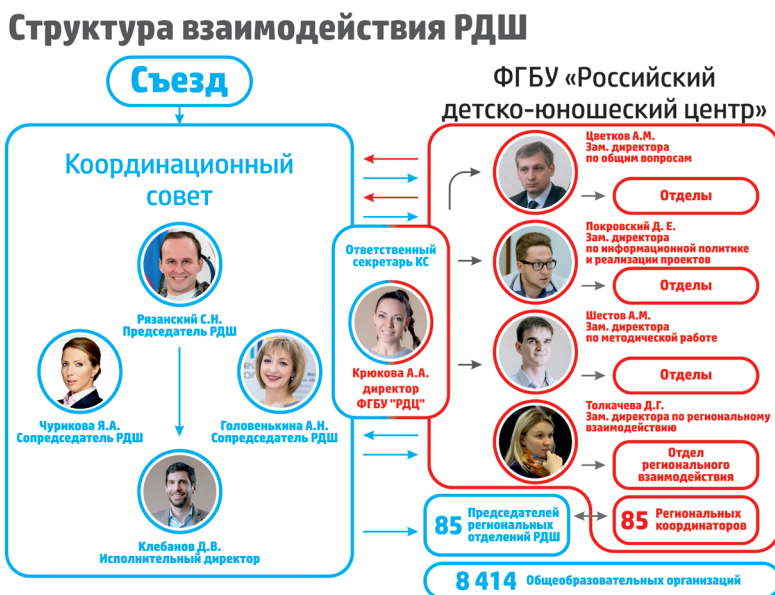 Структура взаимодействия РДШ
Съезд
Координационный
совет
Рязанский С.Н.
Председатель РДШ
Чурикова Я.А.
Сопредседатель РДШ
Головенькина А.Н.
Сопредседатель РДШ
Клебанов Д.В.
Исполнительный директор
Ответственный
секретарь КС
Крюкова А.А.
директор
ФГБУ "РДЦ"
ФГБУ «Российский
детско-юношеский центр»
Цветков А.М.
Зам. директора
по общим вопросам
Отделы
Покровский Д. Е.
Зам. директора
по информационной политике
и реализации проектов
Отделы
Шестов А.М.
Зам. директора
по методической работе
Отделы
Толкачева Д.Г.
Зам. директора по региональному
взаимодействию
Отдел
регионального
взаимодействия
85 Председателей
региональных
отделений РДШ
85 Региональных
координаторов
8 414 Общеобразовательных организаций